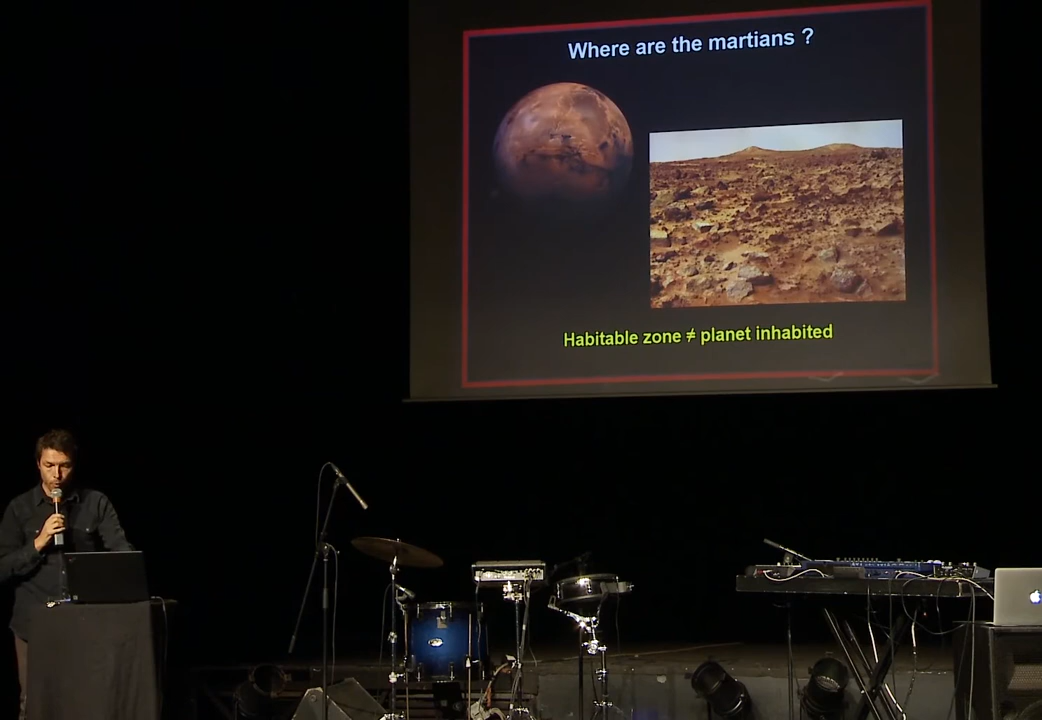 Where are the martians ?
Habitable zone ≠ planet inhabited